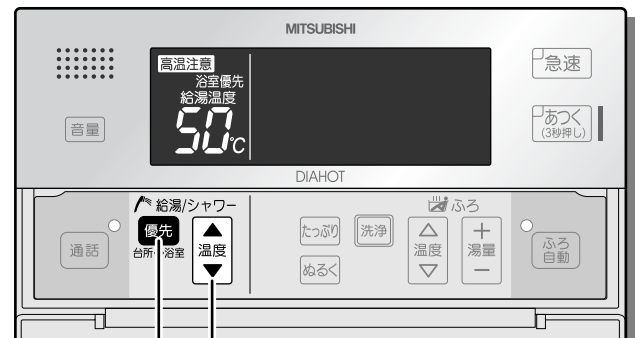 MITSUBISHI
高温注意
浴室優先
給湯温度
50℃
急速
音量
あつく
(3秒押し)
DIAHOT
給湯/シャワー
ふろ
通話
優先
台所 浴室
温度
たっぷり
洗浄
ぬるく
温度
湯量
ふろ
自動